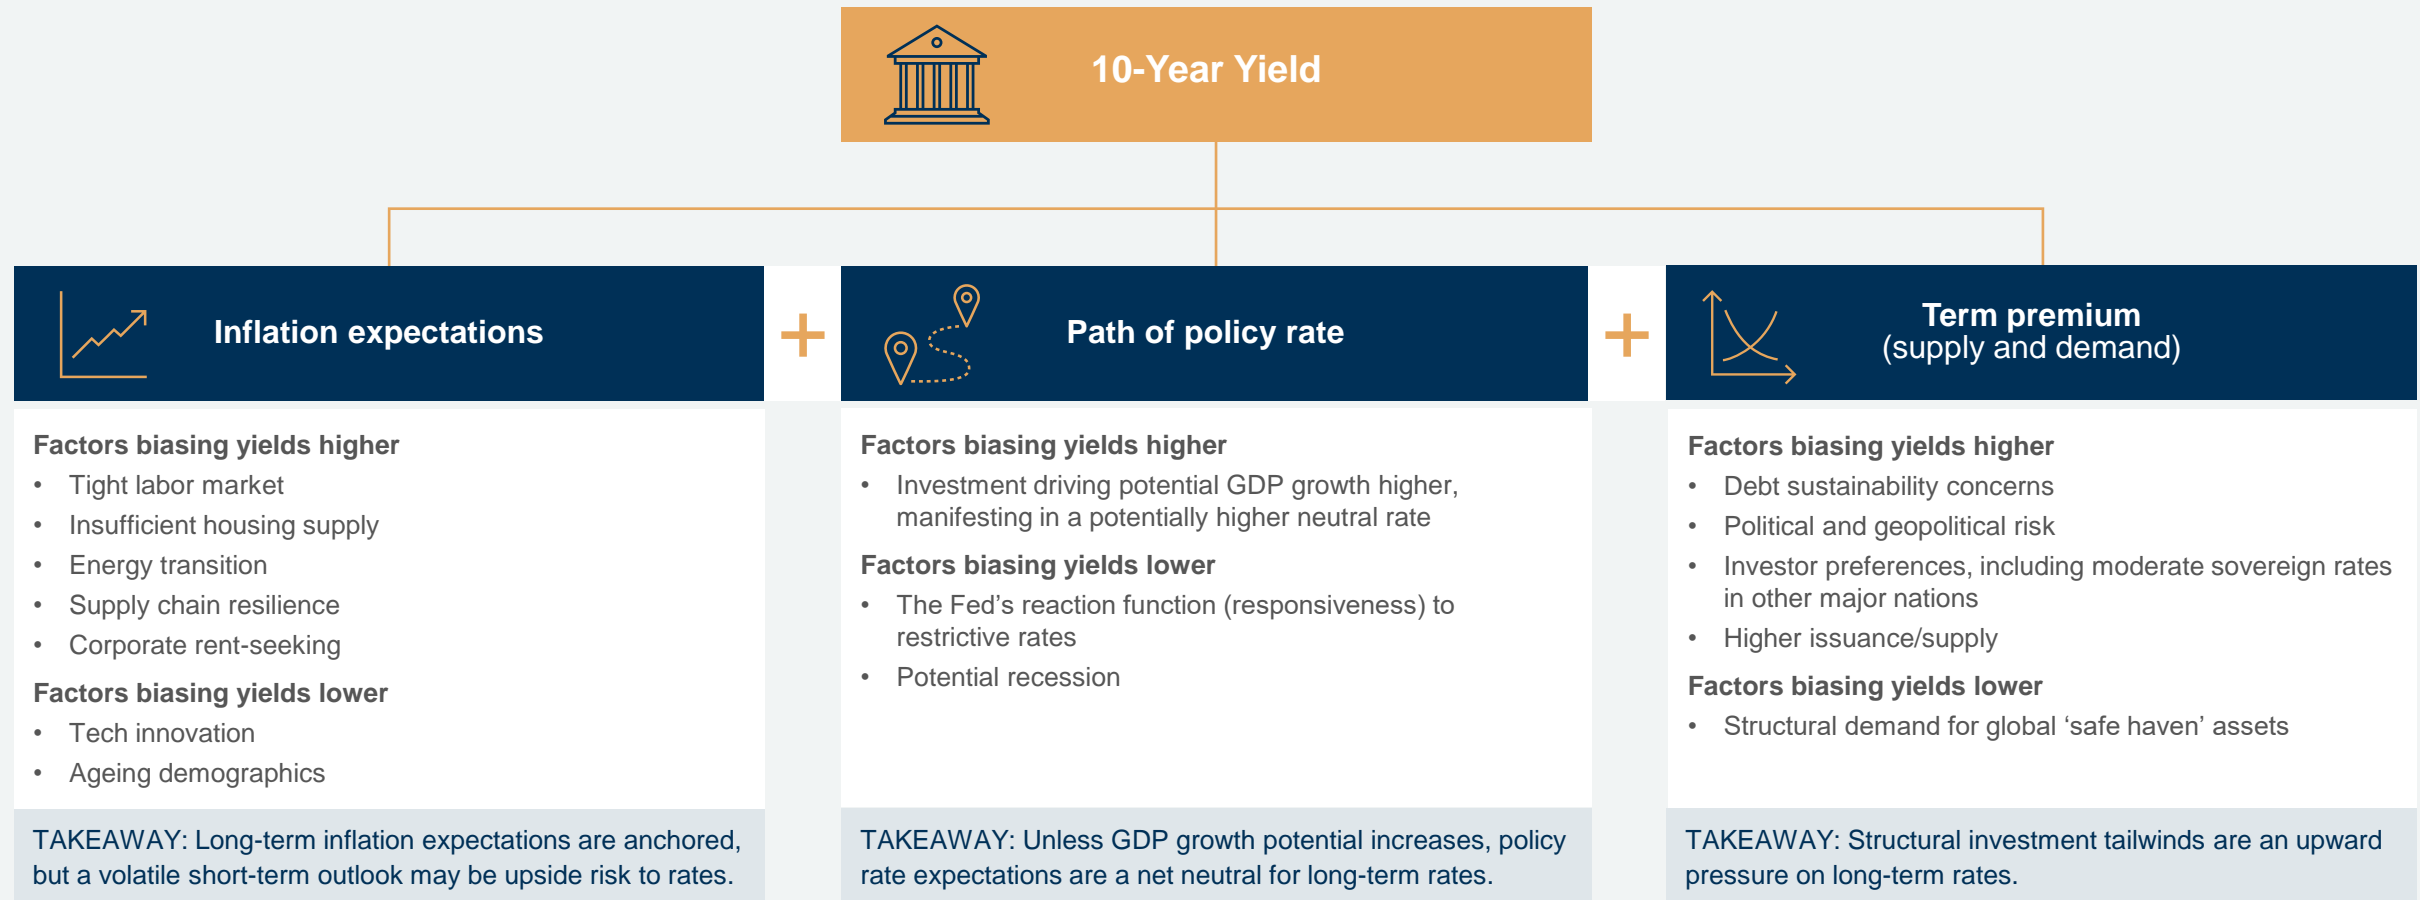 10-Year Yield
Inflation expectations
+
Path of policy rate
+
Term premium
(supply and demand)
Factors biasing yields higher
• Tight labor market
• Insufficient housing supply
• Energy transition
• Supply chain resilience
• Corporate rent-seeking
Factors biasing yields lower
• Tech innovation
• Ageing demographics
TAKEAWAY: Long-term inflation expectations are anchored,
but a volatile short-term outlook may be upside risk to rates.
Factors biasing yields higher
• Investment driving potential GDP growth higher,
manifesting in a potentially higher neutral rate
Factors biasing yields lower
• The Fed’s reaction function (responsiveness) to
restrictive rates
• Potential recession
TAKEAWAY: Unless GDP growth potential increases, policy
rate expectations are a net neutral for long-term rates.
Factors biasing yields higher
• Debt sustainability concerns
• Political and geopolitical risk
• Investor preferences, including moderate sovereign rates
in other major nations
• Higher issuance/supply
Factors biasing yields lower
• Structural demand for global ‘safe haven’ assets
TAKEAWAY: Structural investment tailwinds are an upward
pressure on long-term rates.